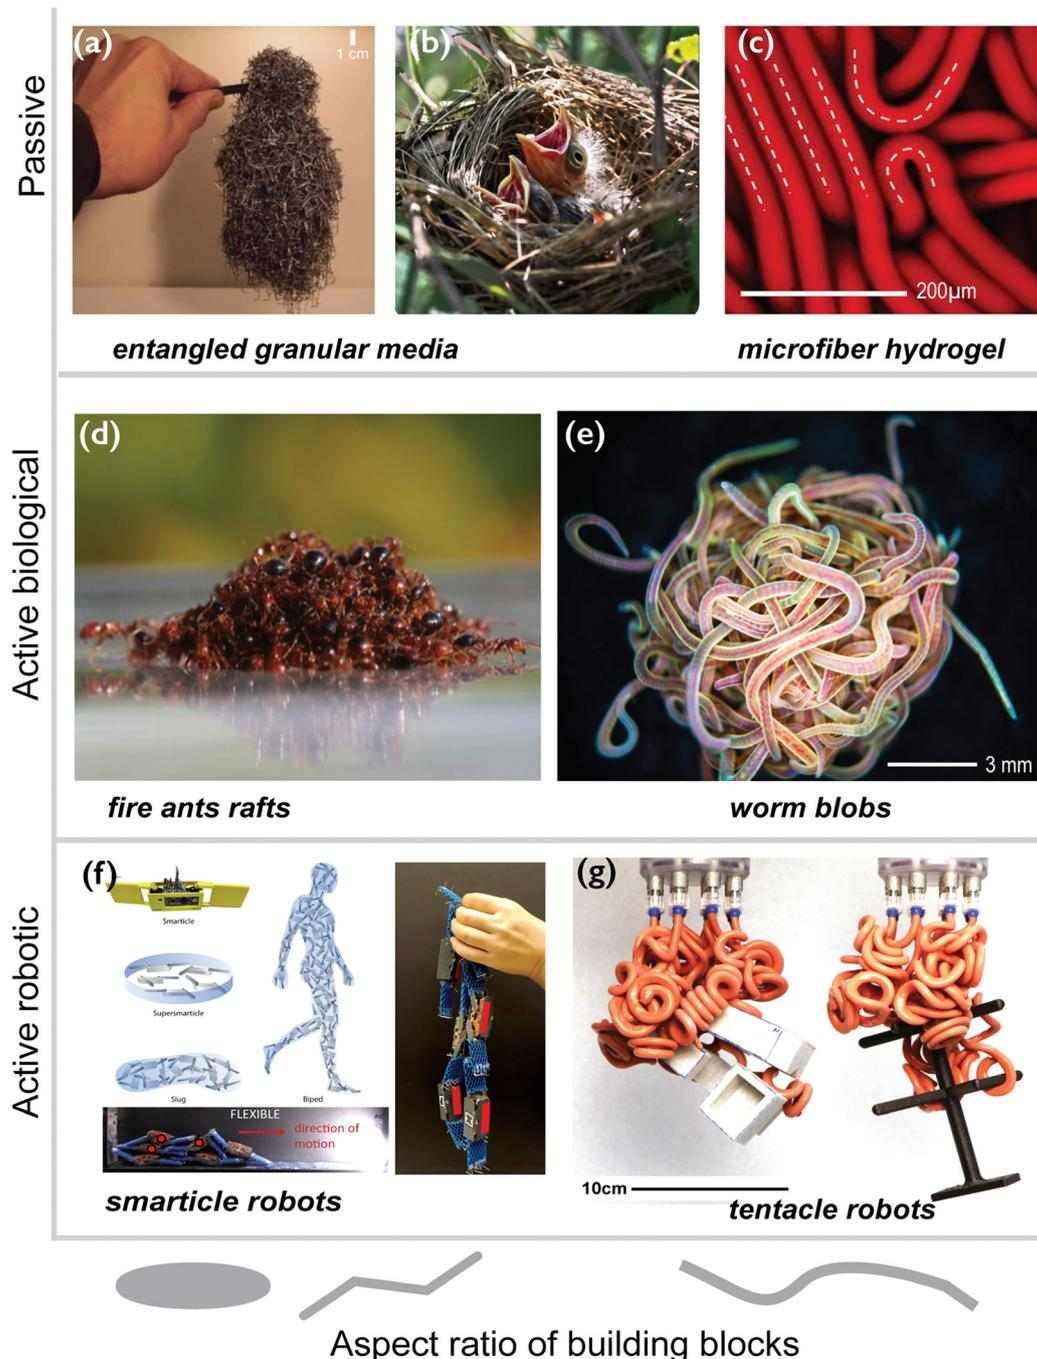 Passive
(a)
1 cm
(b)
(c)
200µm
entangled granular media
microfiber hydrogel
Active biological
(d)
(e)
3 mm
fire ants rafts
worm blobs
Active robotic
(f)
Smarticle
Supersmarticle
Slug
Biped
FLEXIBLE
direction of
motion
(g)
10cm
smarticle robots
tentacle robots
Aspect ratio of building blocks